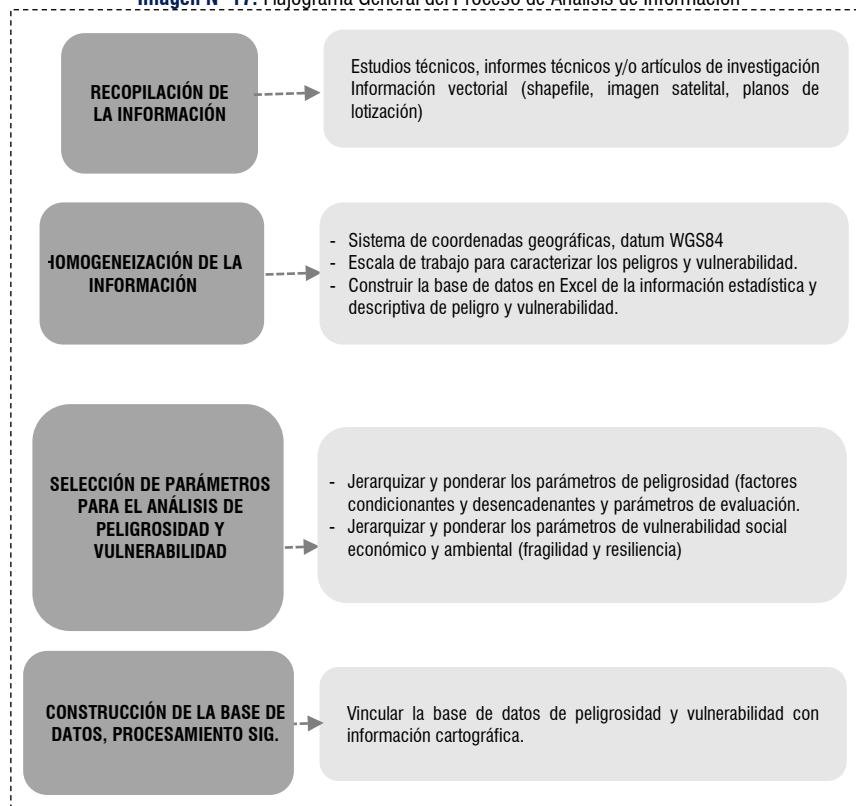 Imagen N° 17. Flujograma General del Proceso de Análisis de Información
RECOPILACIÓN DE
LA INFORMACIÓN
Estudios técnicos, informes técnicos y/o artículos de investigación
Información vectorial (shapefile, imagen satelital, planos de
lotización)
HOMOGENEIZACIÓN DE LA
INFORMACIÓN
- Sistema de coordenadas geográficas, datum WGS84
- Escala de trabajo para caracterizar los peligros y vulnerabilidad.
- Construir la base de datos en Excel de la información estadística y
descriptiva de peligro y vulnerabilidad.
SELECCIÓN DE PARÁMETROS
PARA EL ANÁLISIS DE
PELIGROSIDAD Y
VULNERABILIDAD
- Jerarquizar y ponderar los parámetros de peligrosidad (factores
condicionantes y desencadenantes y parámetros de evaluación.
- Jerarquizar y ponderar los parámetros de vulnerabilidad social
económico y ambiental (fragilidad y resiliencia)
CONSTRUCCIÓN DE LA BASE DE
DATOS, PROCESAMIENTO SIG.
Vincular la base de datos de peligrosidad y vulnerabilidad con
información cartográfica.